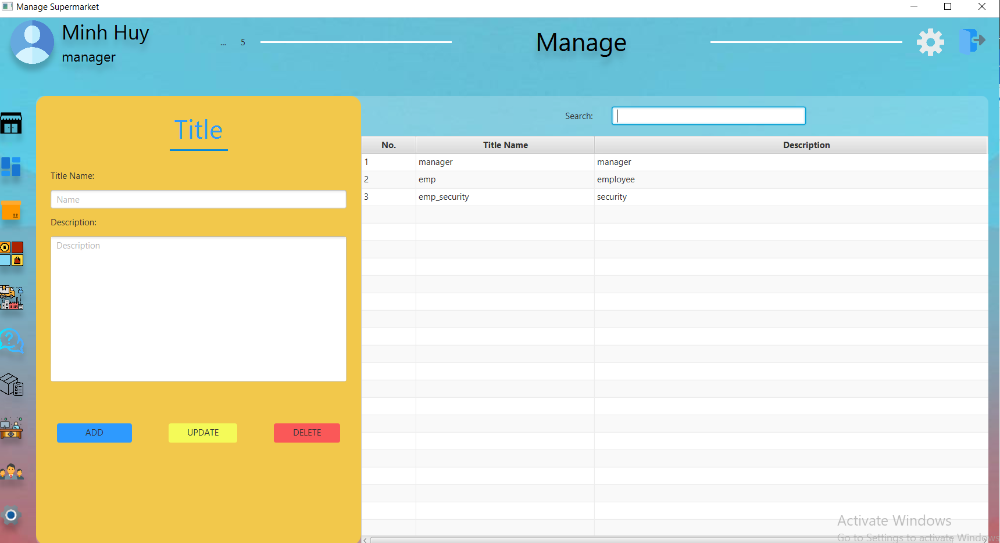 Manage Supermarket
Minh Huy
manager
... 5
Manage
Title
Title Name:
Name
Description:
Description
ADD UPDATE DELETE
Search:
No. Title Name Description
1 manager manager
2 emp employee
3 emp_security security
Activate Windows
Go to Settings to activate Windows